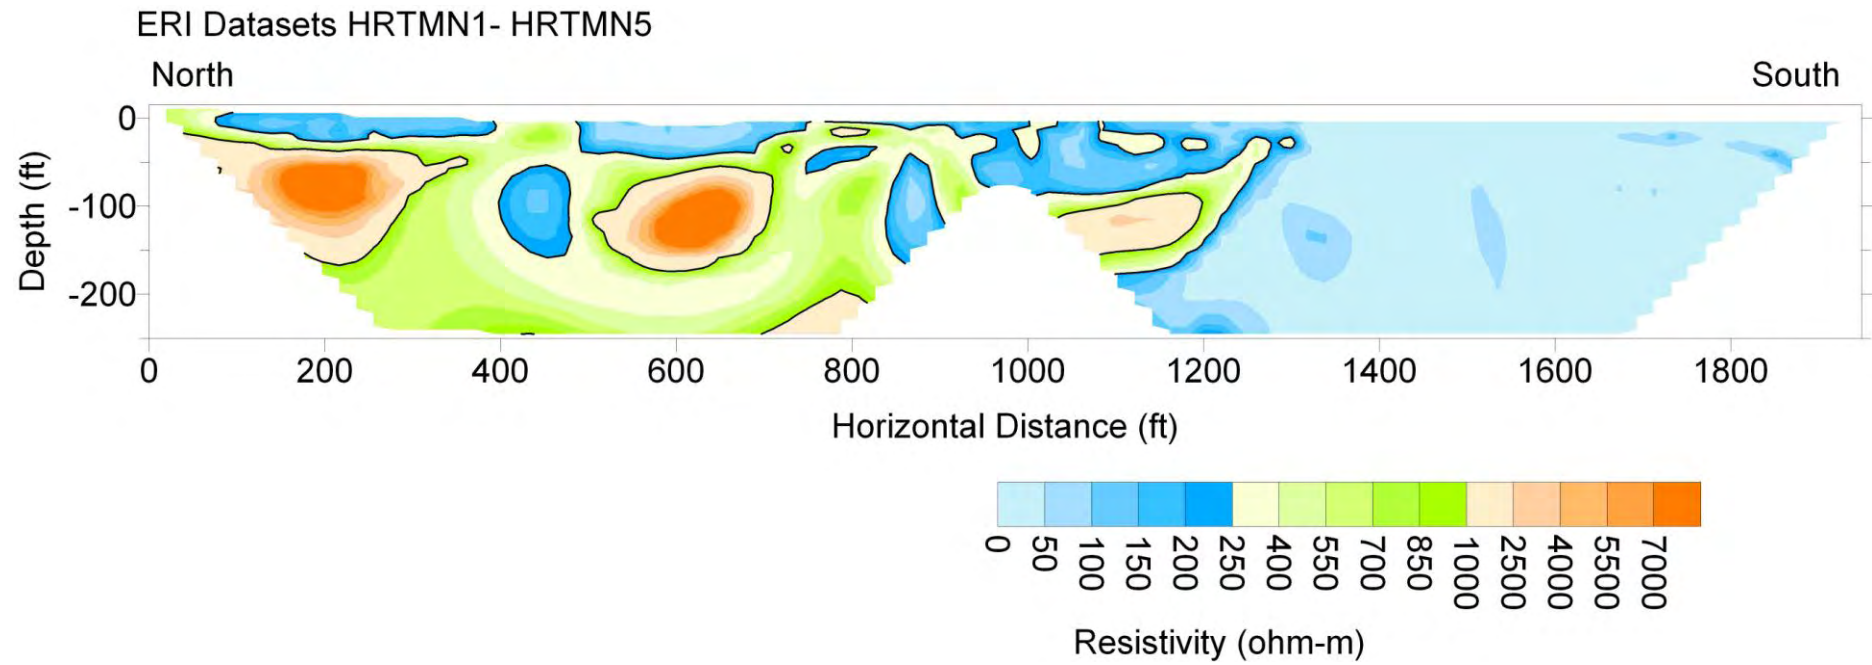 ERI Datasets HRTMN1- HRTMN5
North
South
Depth (ft)
0
-100
-200
0 200 400 600 800 1000 1200 1400 1600 1800
Horizontal Distance (ft)
0 50 100 150 200 250 400 550 700 850 1000 2500 4000 5500 7000
Resistivity (ohm-m)